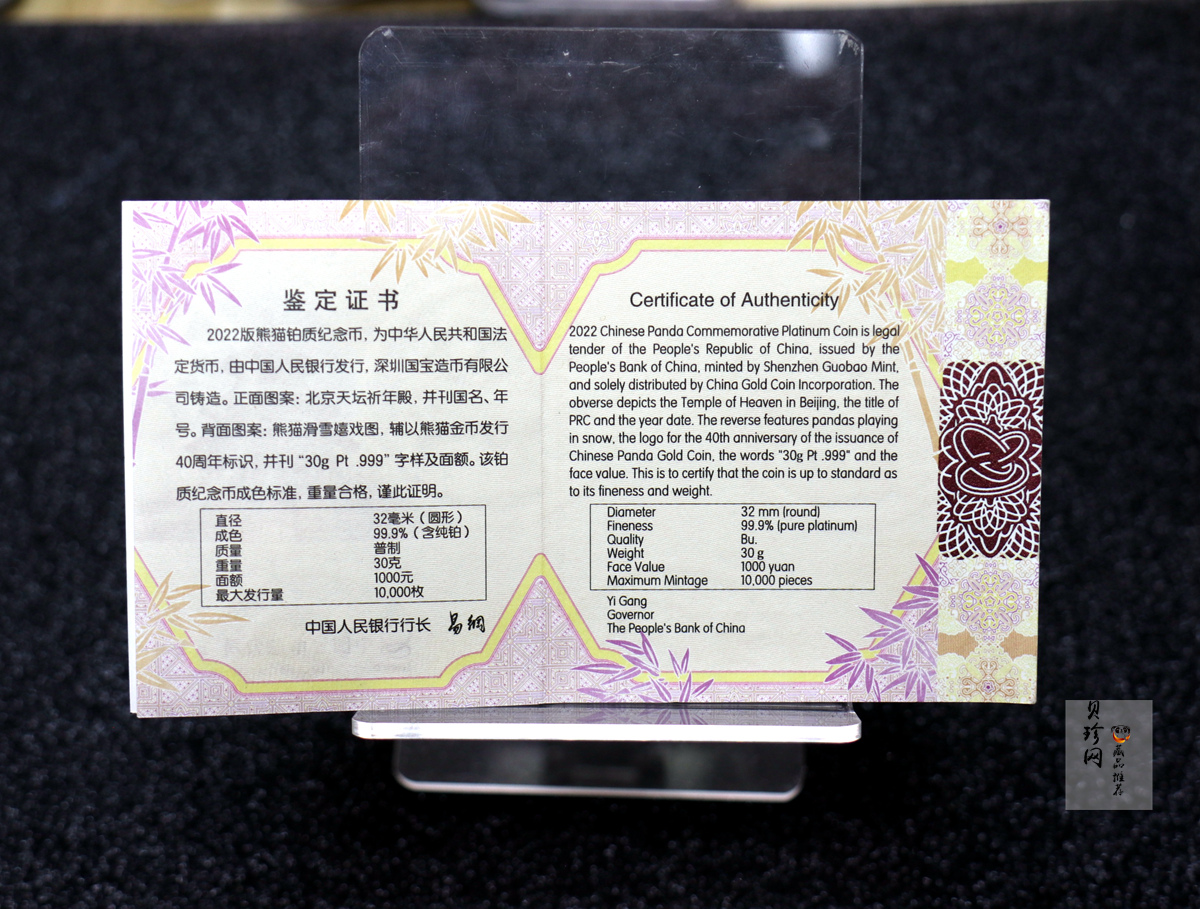 鉴定证书
2022版熊猫铂质纪念币，为中华人民共和国法
定货币，由中国人民银行发行，深圳国宝造币有限公
司铸造。正面图案：北京天坛祈年殿，并刊国名、年
号。背面图案：熊猫滑雪嬉戏图，辅以熊猫金币发行
40周年标识，并刊“30g Pt .999”字样及面额。该铂
质纪念币成色标准，重量合格，谨此证明。
直径 32毫米（圆形）
成色 99.9%（含纯铂）
质量 普制
重量 30克
面额 1000元
最大发行量 10,000枚
中国人民银行行长 易纲
Certificate of Authenticity
2022 Chinese Panda Commemorative Platinum Coin is legal
tender of the People's Republic of China, issued by the
People's Bank of China, minted by Shenzhen Guobao Mint,
and solely distributed by China Gold Coin Incorporation. The
obverse depicts the Temple of Heaven in Beijing, the title of
PRC and the year date. The reverse features pandas playing
in snow, the logo for the 40th anniversary of the issuance of
Chinese Panda Gold Coin, the words "30g Pt .999" and the
face value. This is to certify that the coin is up to standard as
to its fineness and weight.
Diameter 32 mm (round)
Fineness 99.9% (pure platinum)
Quality Bu.
Weight 30 g
Face Value 1000 yuan
Maximum Mintage 10,000 pieces
Yi Gang
Governor
The People's Bank of China
贝珍网
藏品推荐